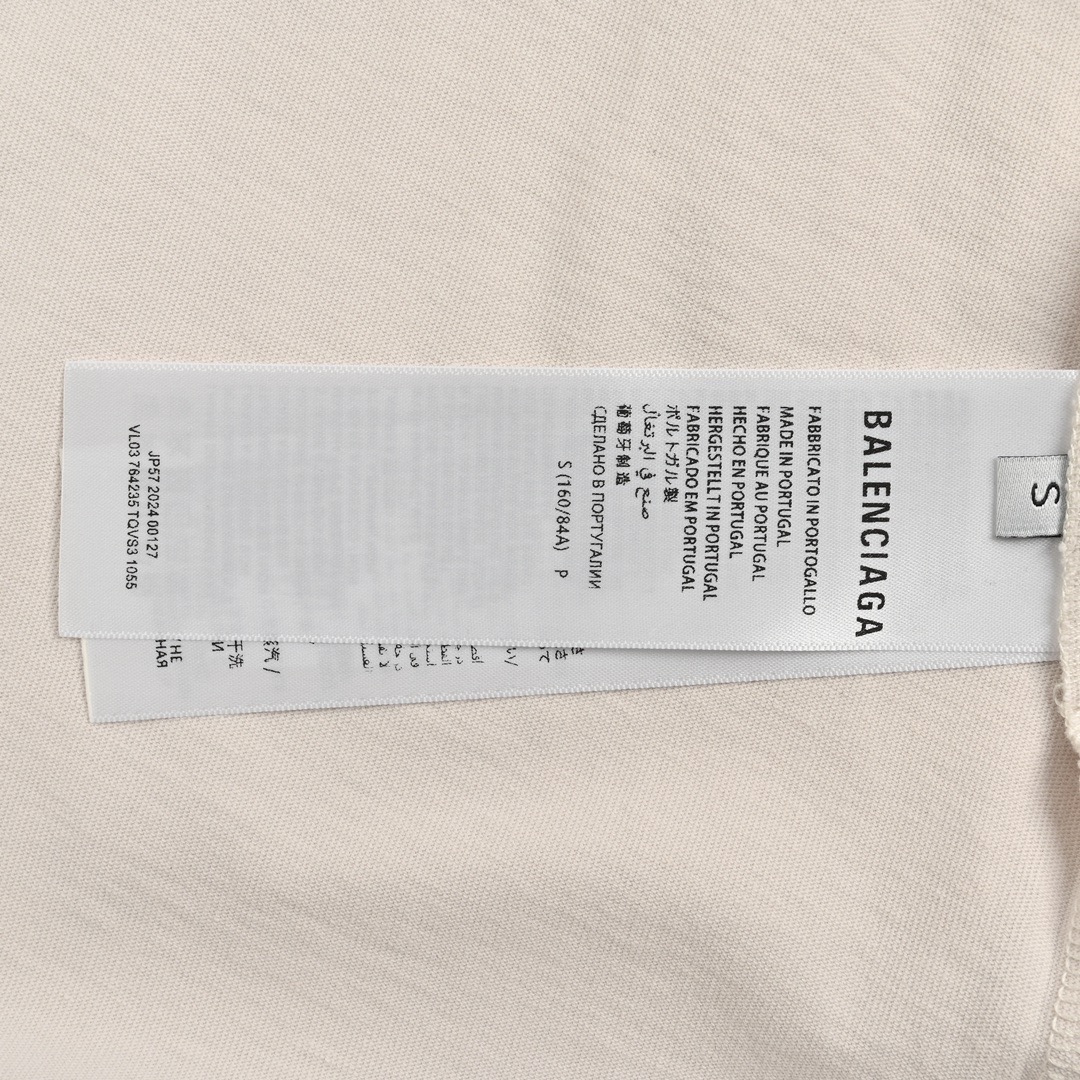 BALENCIAGA
FABBRICATO IN PORTOGALLO
MADE IN PORTUGAL
FABRIQUE AU PORTUGAL
HECHO EN PORTUGAL
HERGESTELLT IN PORTUGAL
FABRICADO EM PORTUGAL
ポルトガル製
صنع في البرتغال
葡萄牙制造
СДЕЛАНО В ПОРТУГАЛИИ
S (160/84A) P
JP57 2024 00127
VL03 764235 TQVS3 1055
S
干洗